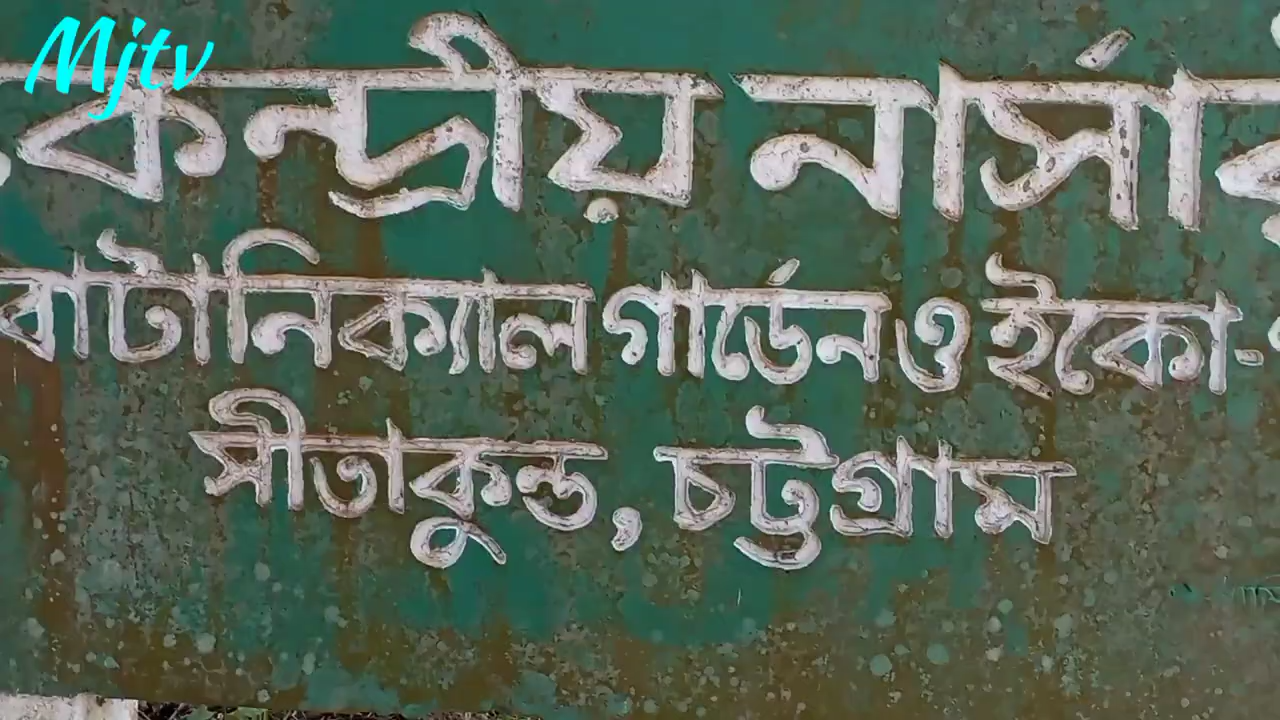 Mjtv
কেন্দ্রীয় নার্সারী
বোটানিক্যাল গার্ডেন ও ইকো-
সীতাকুন্ড, চট্টগ্রাম